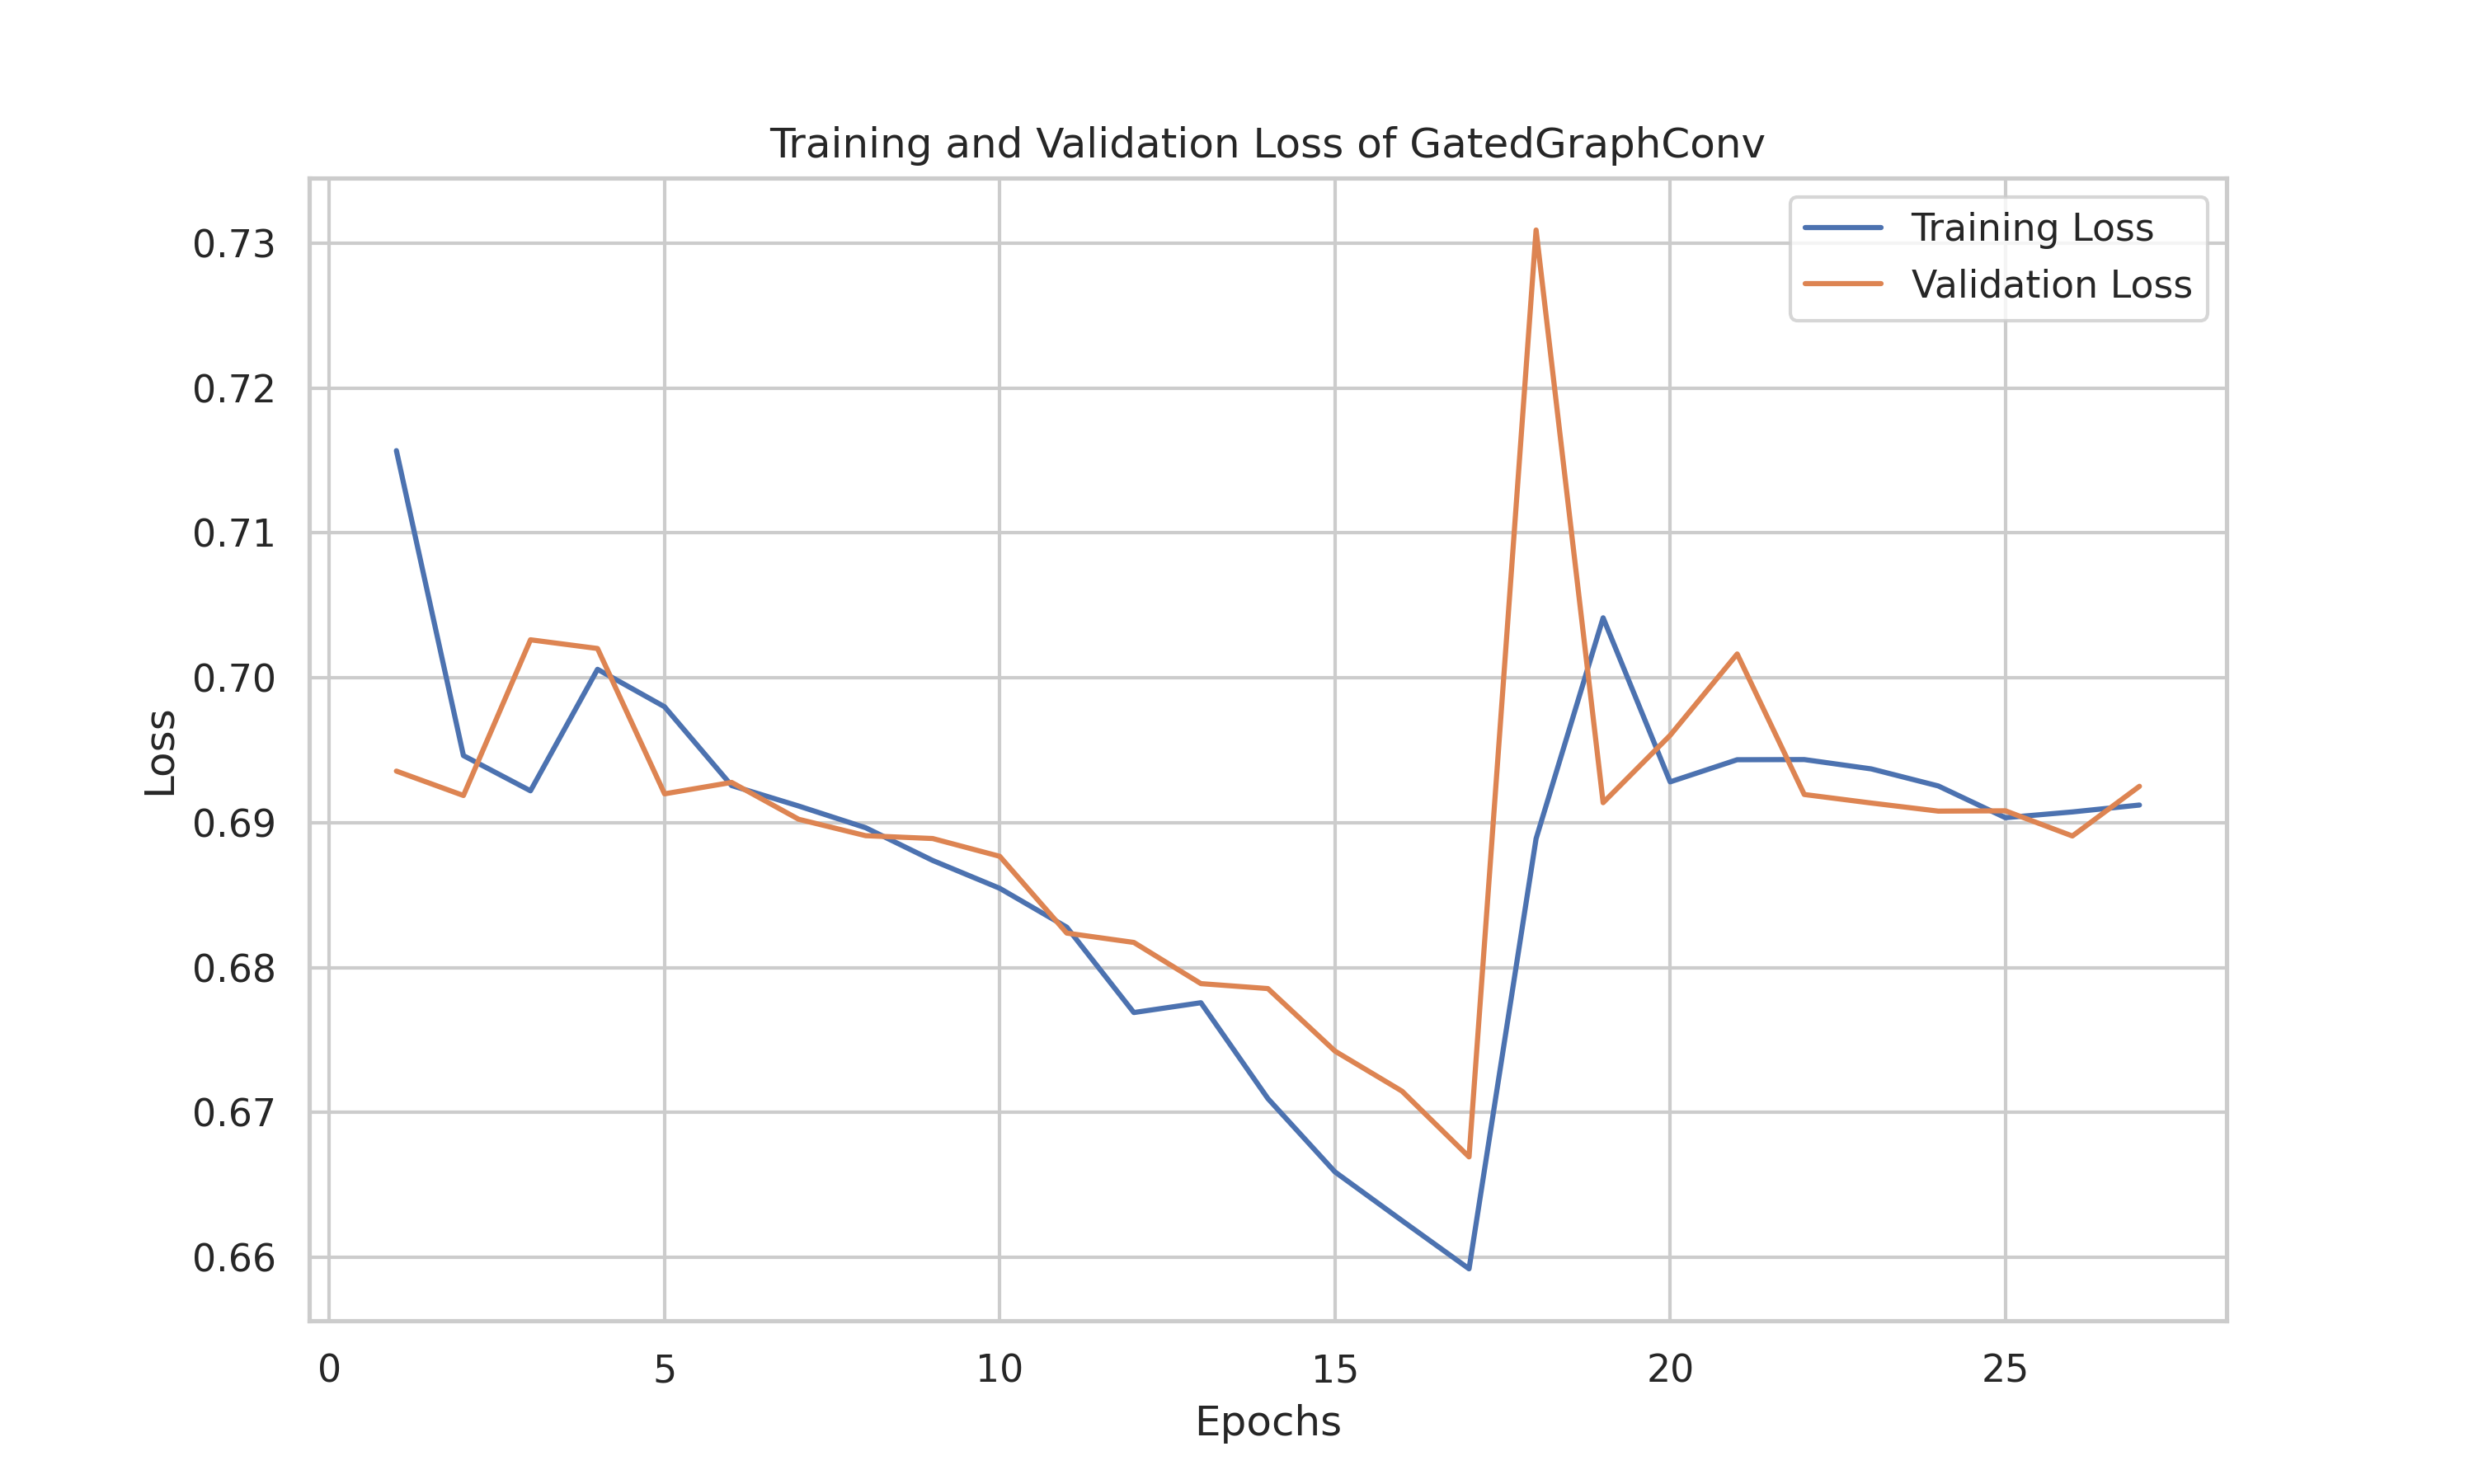 Training and Validation Loss of GatedGraphConv
Training Loss
Validation Loss
0.73
0.72
0.71
0.70
0.69
0.68
0.67
0.66
Loss
0 5 10 15 20 25
Epochs